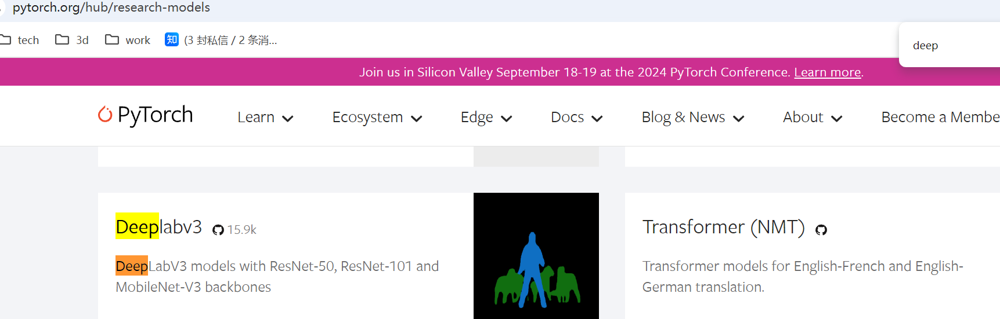 pytorch.org/hub/research-models
tech 3d work 知 (3 封私信 / 2 条消...
deep
Join us in Silicon Valley September 18-19 at the 2024 PyTorch Conference. Learn more.
PyTorch Learn Ecosystem Edge Docs Blog & News About Become a Membe
Deeplabv3 15.9k
DeepLabV3 models with ResNet-50, ResNet-101 and
MobileNet-V3 backbones
Transformer (NMT)
Transformer models for English-French and English-
German translation.